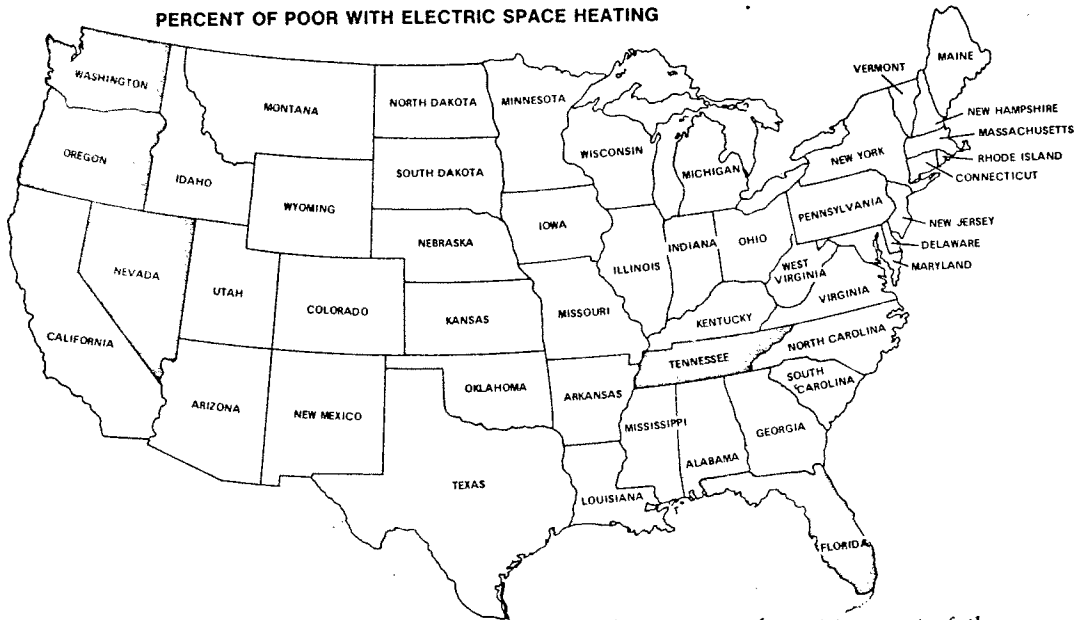 PERCENT OF POOR WITH ELECTRIC SPACE HEATING
WASHINGTON
MONTANA
NORTH DAKOTA
MINNESOTA
VERMONT
MAINE
NEW HAMPSHIRE
MASSACHUSETTS
RHODE ISLAND
CONNECTICUT
OREGON
IDAHO
SOUTH DAKOTA
WISCONSIN
MICHIGAN
NEW YORK
WYOMING
NEBRASKA
IOWA
PENNSYLVANIA
NEW JERSEY
DELAWARE
MARYLAND
NEVADA
UTAH
COLORADO
KANSAS
ILLINOIS
INDIANA
OHIO
WEST
VIRGINIA
VIRGINIA
MISSOURI
KENTUCKY
CALIFORNIA
NORTH CAROLINA
TENNESSEE
SOUTH
CAROLINA
ARIZONA
NEW MEXICO
OKLAHOMA
ARKANSAS
MISSISSIPPI
ALABAMA
GEORGIA
TEXAS
LOUISIANA
FLORIDA